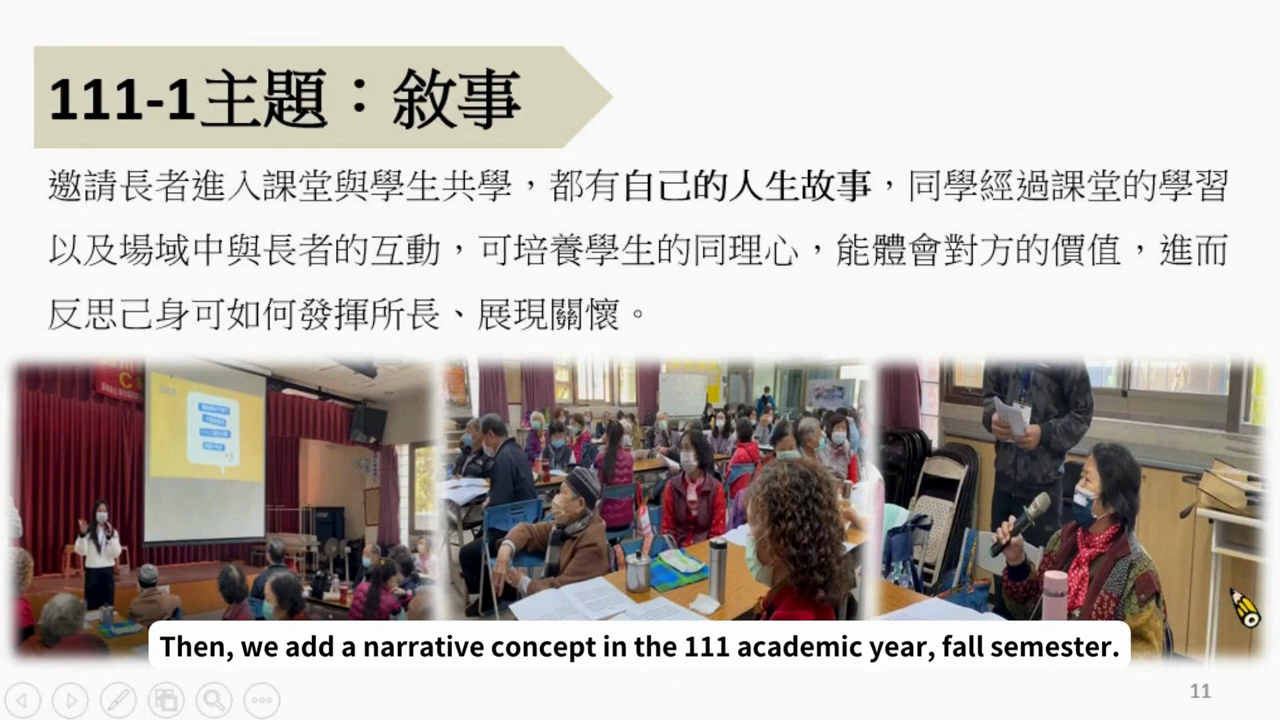 111-1主題：敘事
邀請長者進入課堂與學生共學，都有自己的人生故事，同學經過課堂的學習
以及場域中與長者的互動，可培養學生的同理心，能體會對方的價值，進而
反思己身可如何發揮所長、展現關懷。
Then, we add a narrative concept in the 111 academic year, fall semester.
11